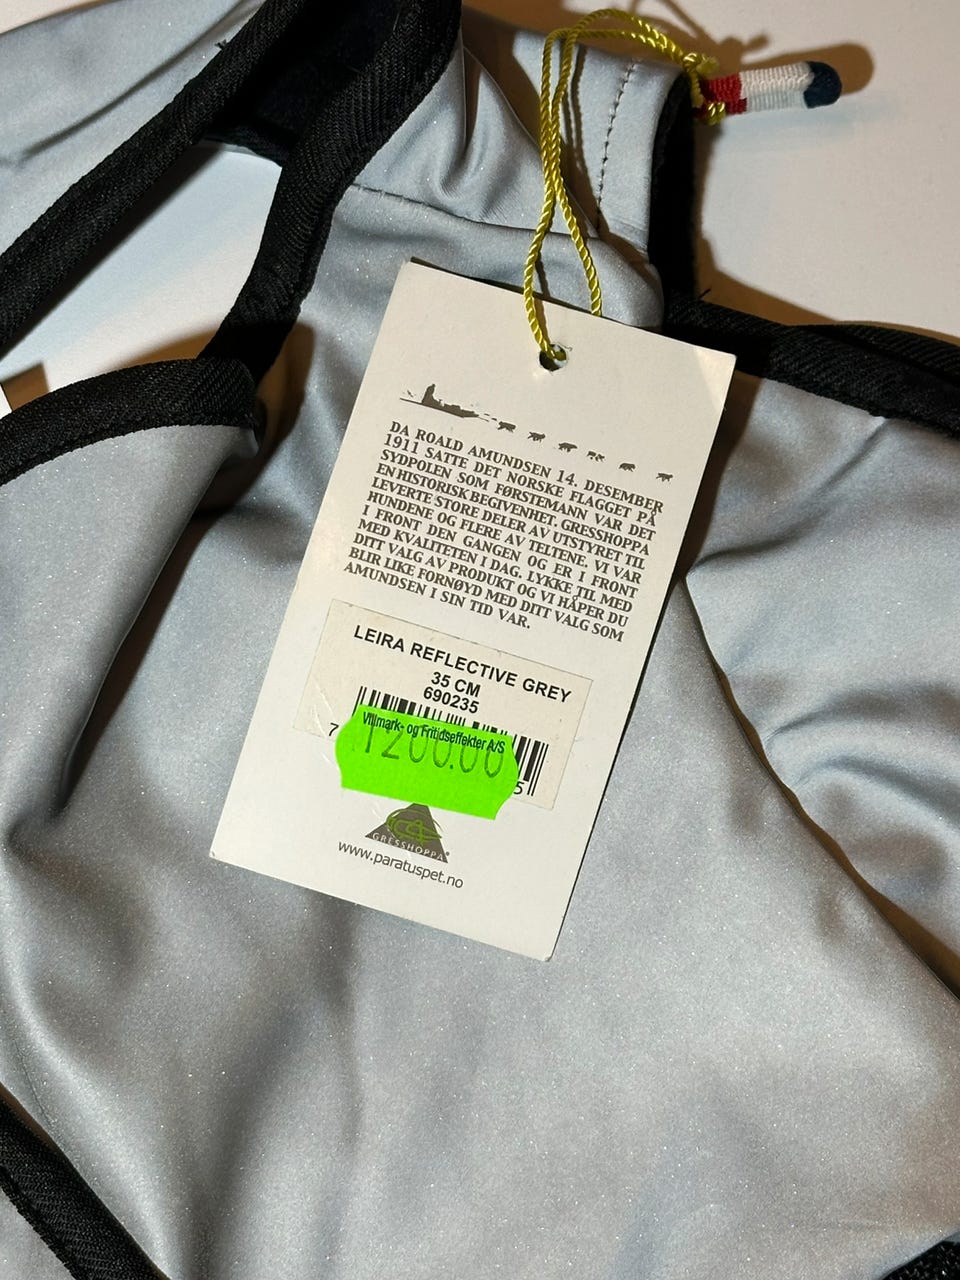 DA ROALD AMUNDSEN 14. DESEMBER
1911 SATTE DET NORSKE FLAGGET PÅ
SYDPOLEN SOM FØRSTEMANN VAR DET
EN HISTORISK BEGIVENHET. GRESSHOPPA
LEVERTE STORE DELER AV UTSTYRET TIL
HUNDENE OG FLERE AV TELTENE. VI VAR
I FRONT DEN GANGEN OG ER I FRONT
MED KVALITETEN I DAG. LYKKE TIL MED
DITT VALG AV PRODUKT OG VI HÅPER DU
BLIR LIKE FORNØYD MED DITT VALG SOM
AMUNDSEN I SIN TID VAR.
LEIRA REFLECTIVE GREY
35 CM
690235
Villmark- og Fritidseffekter A/S
1200.00
7
5
GRESSHOPPA
www.paratuspet.no